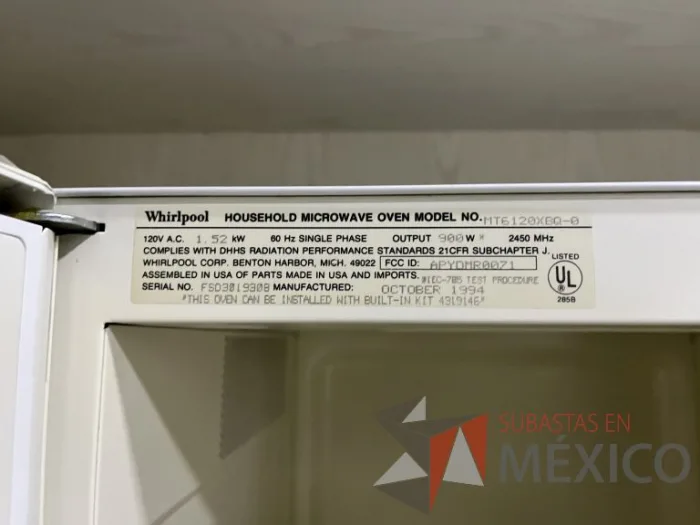 Whirlpool HOUSEHOLD MICROWAVE OVEN MODEL NO. MT6120XBQ-0
120V A.C. 1.52 kW 60 Hz SINGLE PHASE OUTPUT 900 W* 2450 MHz
COMPLIES WITH DHHS RADIATION PERFORMANCE STANDARDS 21CFR SUBCHAPTER J.
WHIRLPOOL CORP. BENTON HARBOR, MICH. 49022 FCC ID: APYDMR0071
ASSEMBLED IN USA OF PARTS MADE IN USA AND IMPORTS. *IEC-705 TEST PROCEDURE
SERIAL NO. FSD3019308 MANUFACTURED: OCTOBER 1994
*THIS OVEN CAN BE INSTALLED WITH BUILT-IN KIT 4319146*
LISTED
UL
285B
SUBASTAS EN
MÉXICO